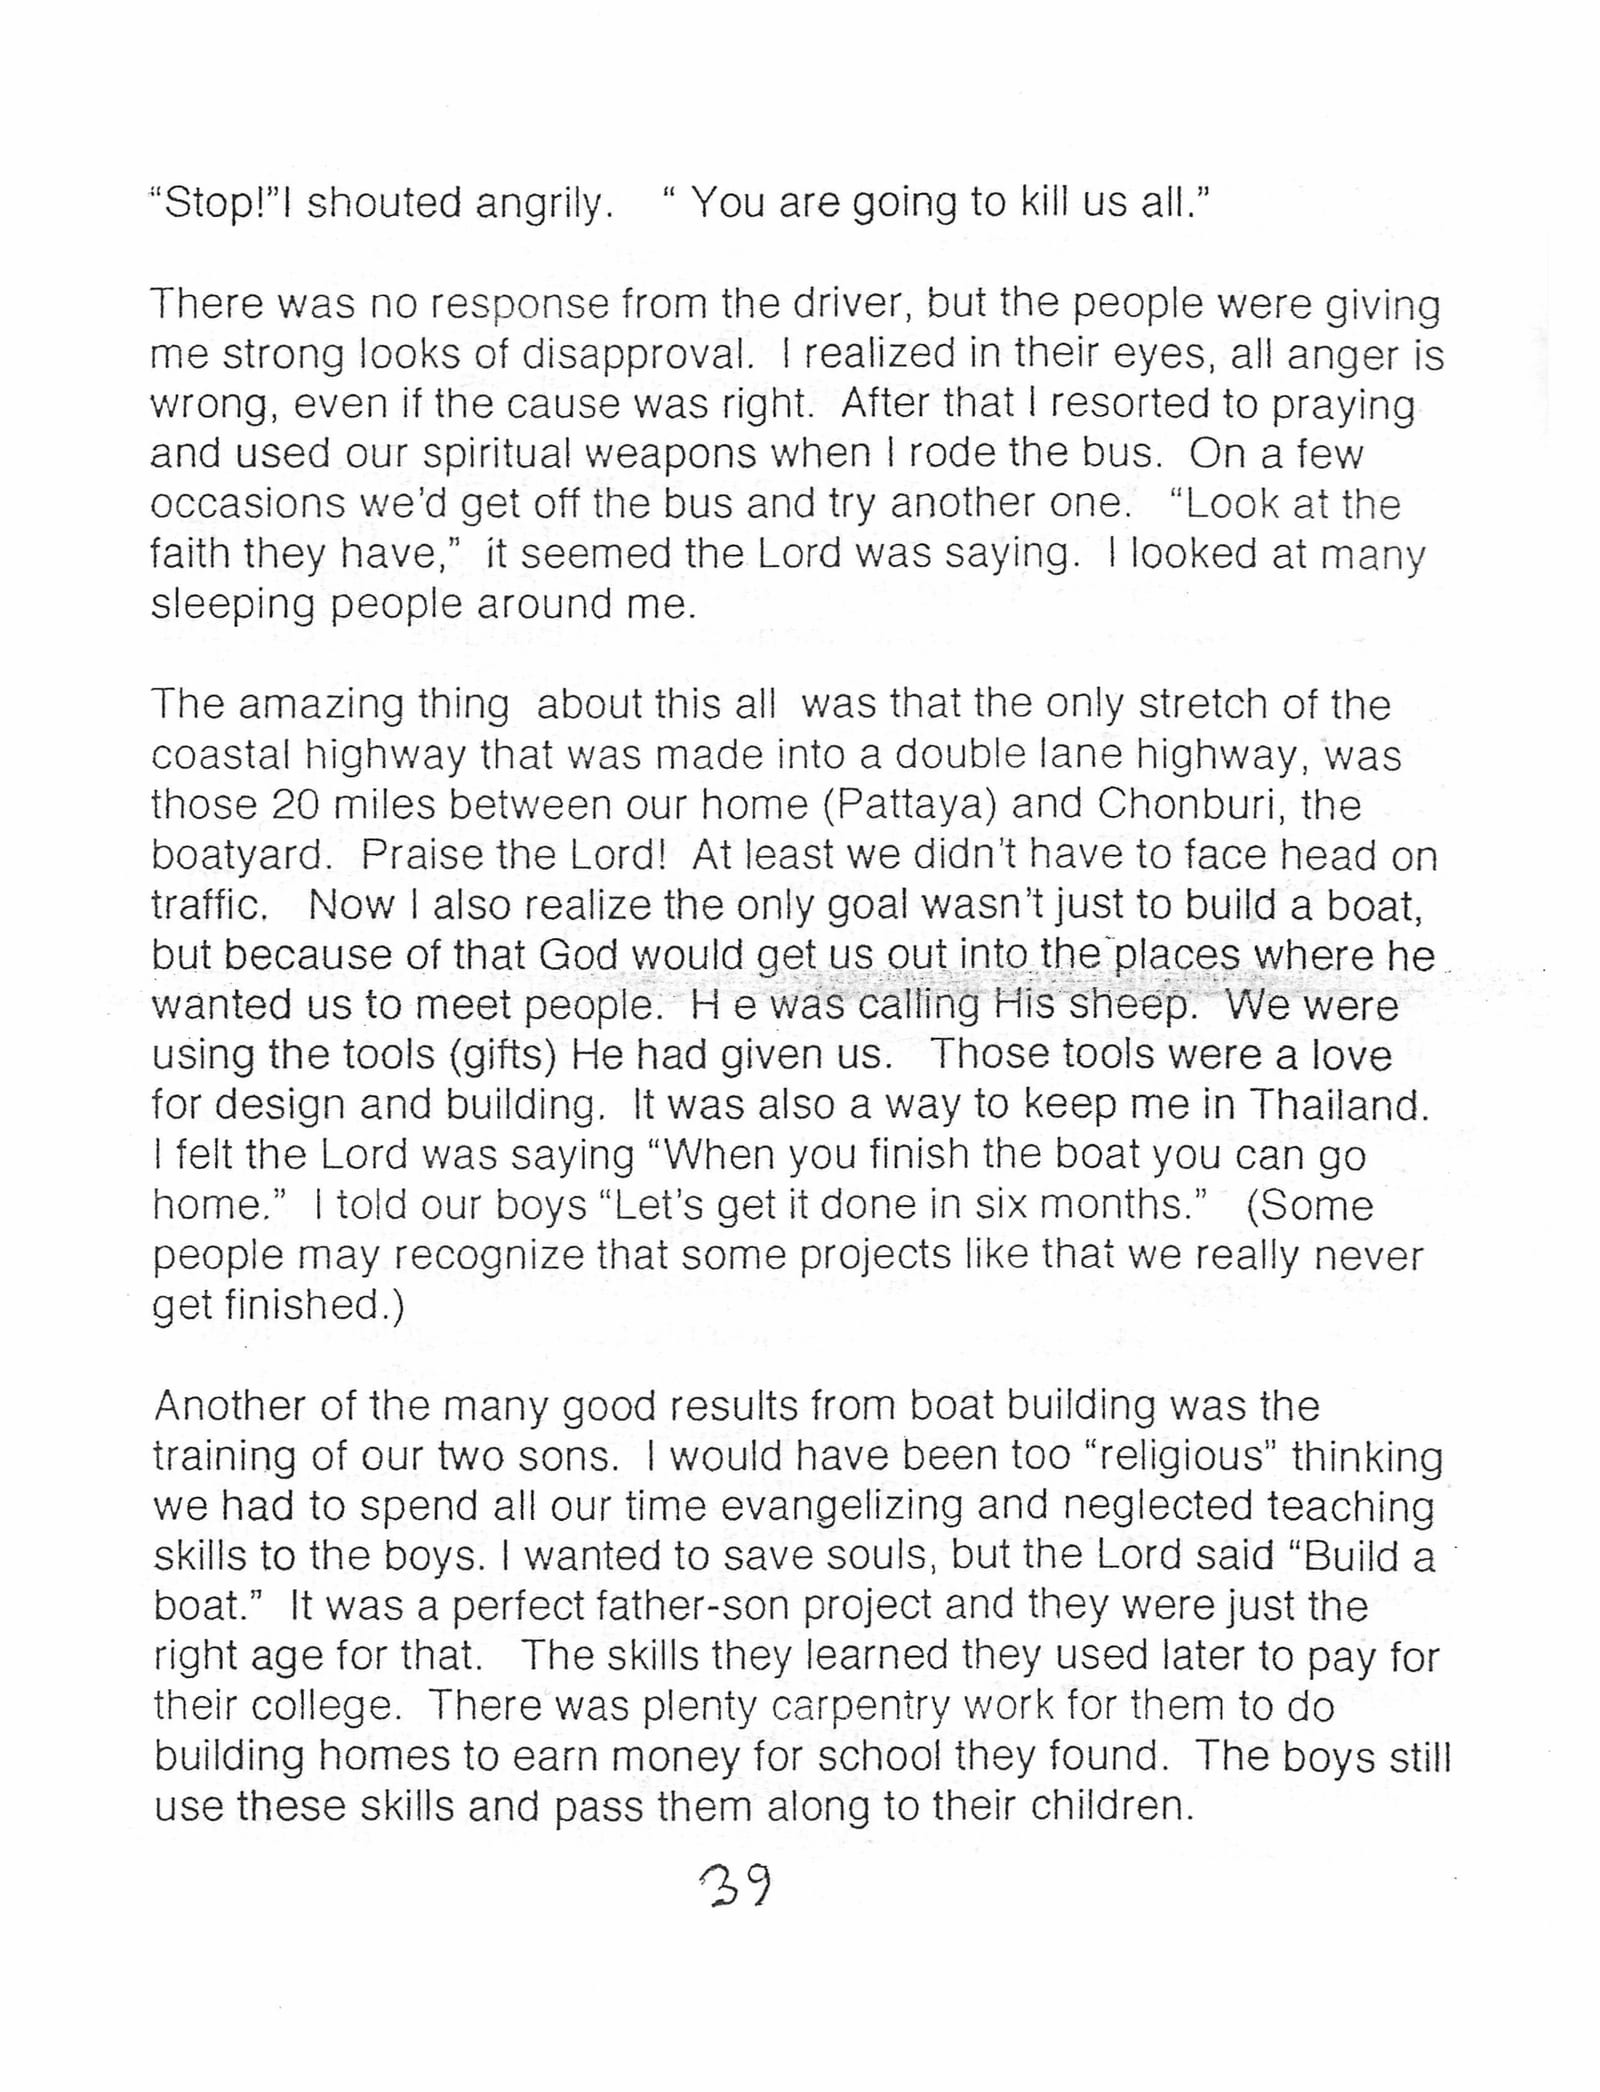 “Stop!”I shouted angrily. “ You are going to kill us all.”
There was no response from the driver, but the people were giving
me strong looks of disapproval. I realized in their eyes, all anger is
wrong, even if the cause was right. After that I resorted to praying
and used our spiritual weapons when I rode the bus. On a few
occasions we'd get off the bus and try another one. “Look at the
faith they have,” it seemed the Lord was saying. I looked at many
sleeping people around me.
The amazing thing about this all was that the only stretch of the
coastal highway that was made into a double lane highway, was
those 20 miles between our home (Pattaya) and Chonburi, the
boatyard. Praise the Lord! At least we didn't have to face head on
traffic. Now I also realize the only goal wasn't just to build a boat,
but because of that God would get us out into the places where he
wanted us to meet people. H e was calling His sheep. We were
using the tools (gifts) He had given us. Those tools were a love
for design and building. It was also a way to keep me in Thailand.
I felt the Lord was saying “When you finish the boat you can go
home.” I told our boys “Let's get it done in six months.” (Some
people may recognize that some projects like that we really never
get finished.)
Another of the many good results from boat building was the
training of our two sons. I would have been too “religious” thinking
we had to spend all our time evangelizing and neglected teaching
skills to the boys. I wanted to save souls, but the Lord said “Build a
boat.” It was a perfect father-son project and they were just the
right age for that. The skills they learned they used later to pay for
their college. There was plenty carpentry work for them to do
building homes to earn money for school they found. The boys still
use these skills and pass them along to their children.
39